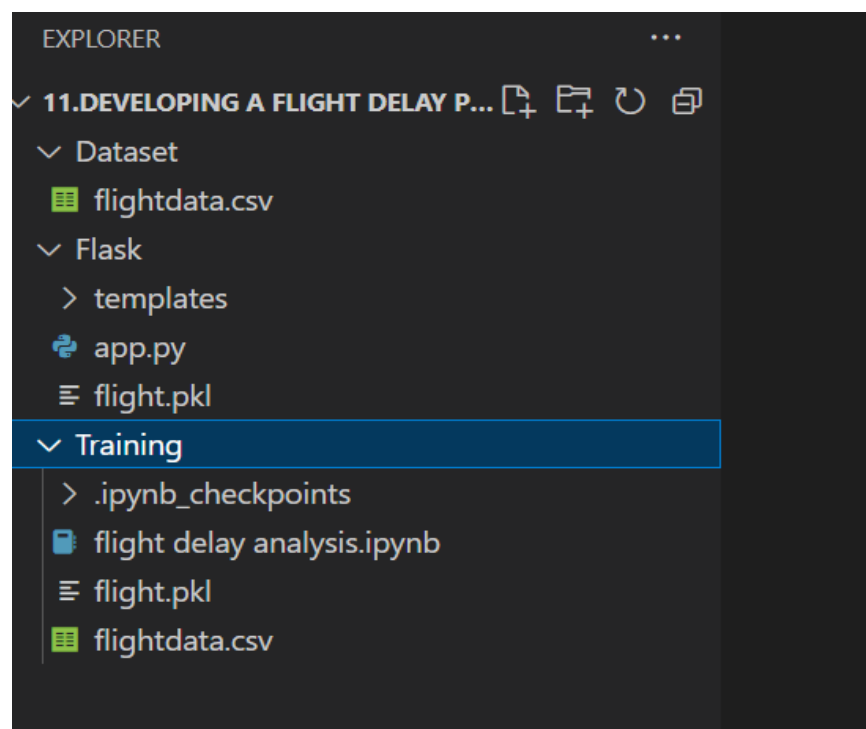 EXPLORER
11.DEVELOPING A FLIGHT DELAY P...
Dataset
flightdata.csv
Flask
templates
app.py
flight.pkl
Training
.ipynb_checkpoints
flight delay analysis.ipynb
flight.pkl
flightdata.csv